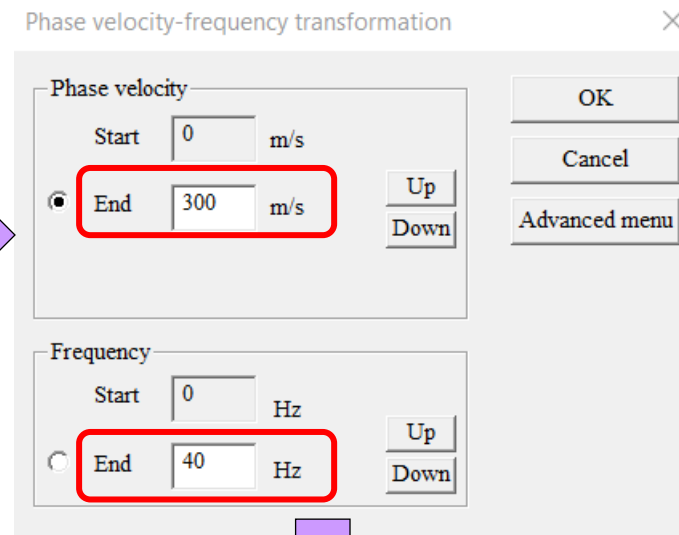 Phase velocity-frequency transformation
Phase velocity
Start 0 m/s
End 300 m/s
Up
Down
OK
Cancel
Advanced menu
Frequency
Start 0 Hz
End 40 Hz
Up
Down